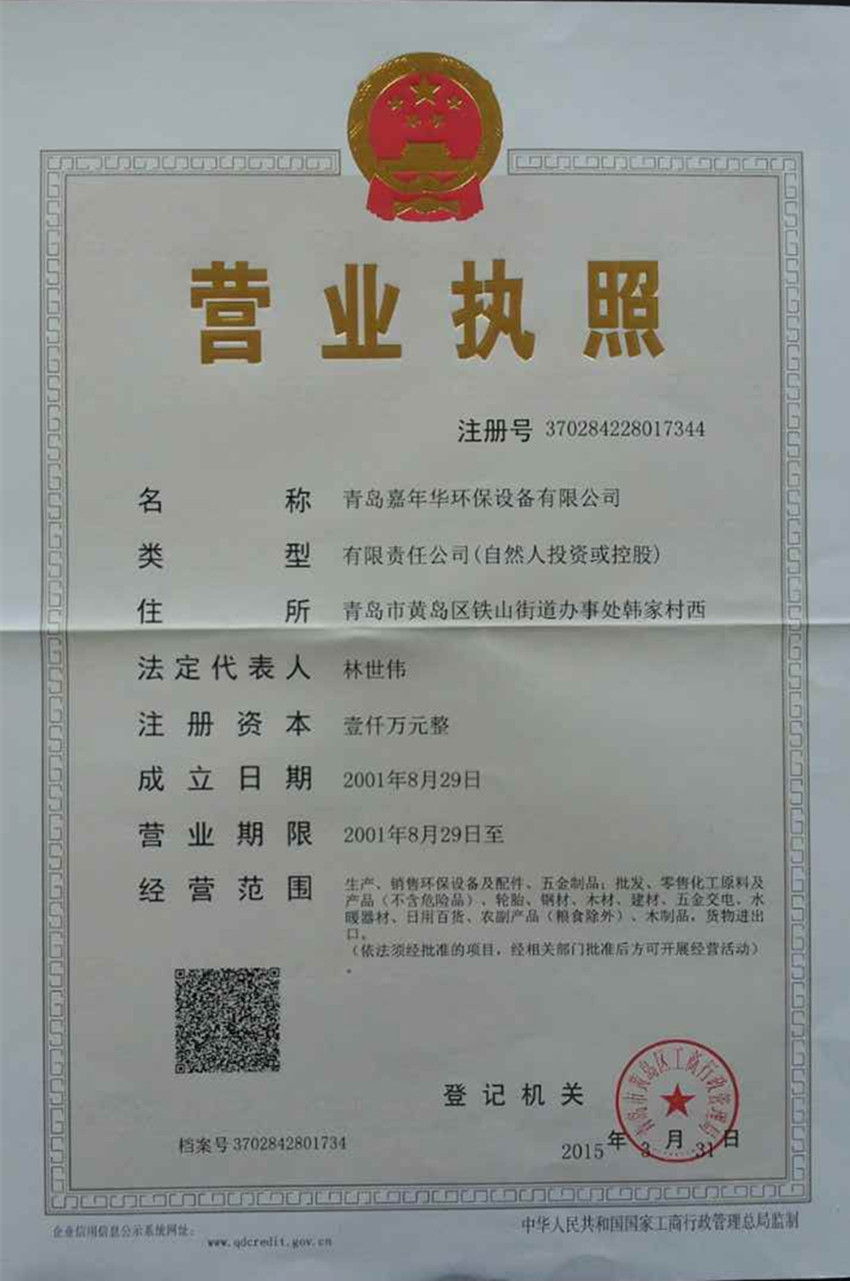 营业执照
注册号 370284228017344
名称 青岛嘉年华环保设备有限公司
类型 有限责任公司(自然人投资或控股)
住所 青岛市黄岛区铁山街道办事处韩家村西
法定代表人 林世伟
注册资本 壹仟万元整
成立日期 2001年8月29日
营业期限 2001年8月29日至
经营范围 生产、销售环保设备及配件、五金制品；批发、零售化工原料及
产品（不含危险品）、轮胎、钢材、木材、建材、五金交电、水
暖器材、日用百货、农副产品（粮食除外）、木制品，货物进出
口。
（依法须经批准的项目，经相关部门批准后方可开展经营活动）
。
青岛市黄岛区工商行政管理局
登记机关
档案号 3702842801734
2015年 3月 31日
企业信用信息公示系统网址：
www.qdcredit.gov.cn
中华人民共和国国家工商行政管理总局监制